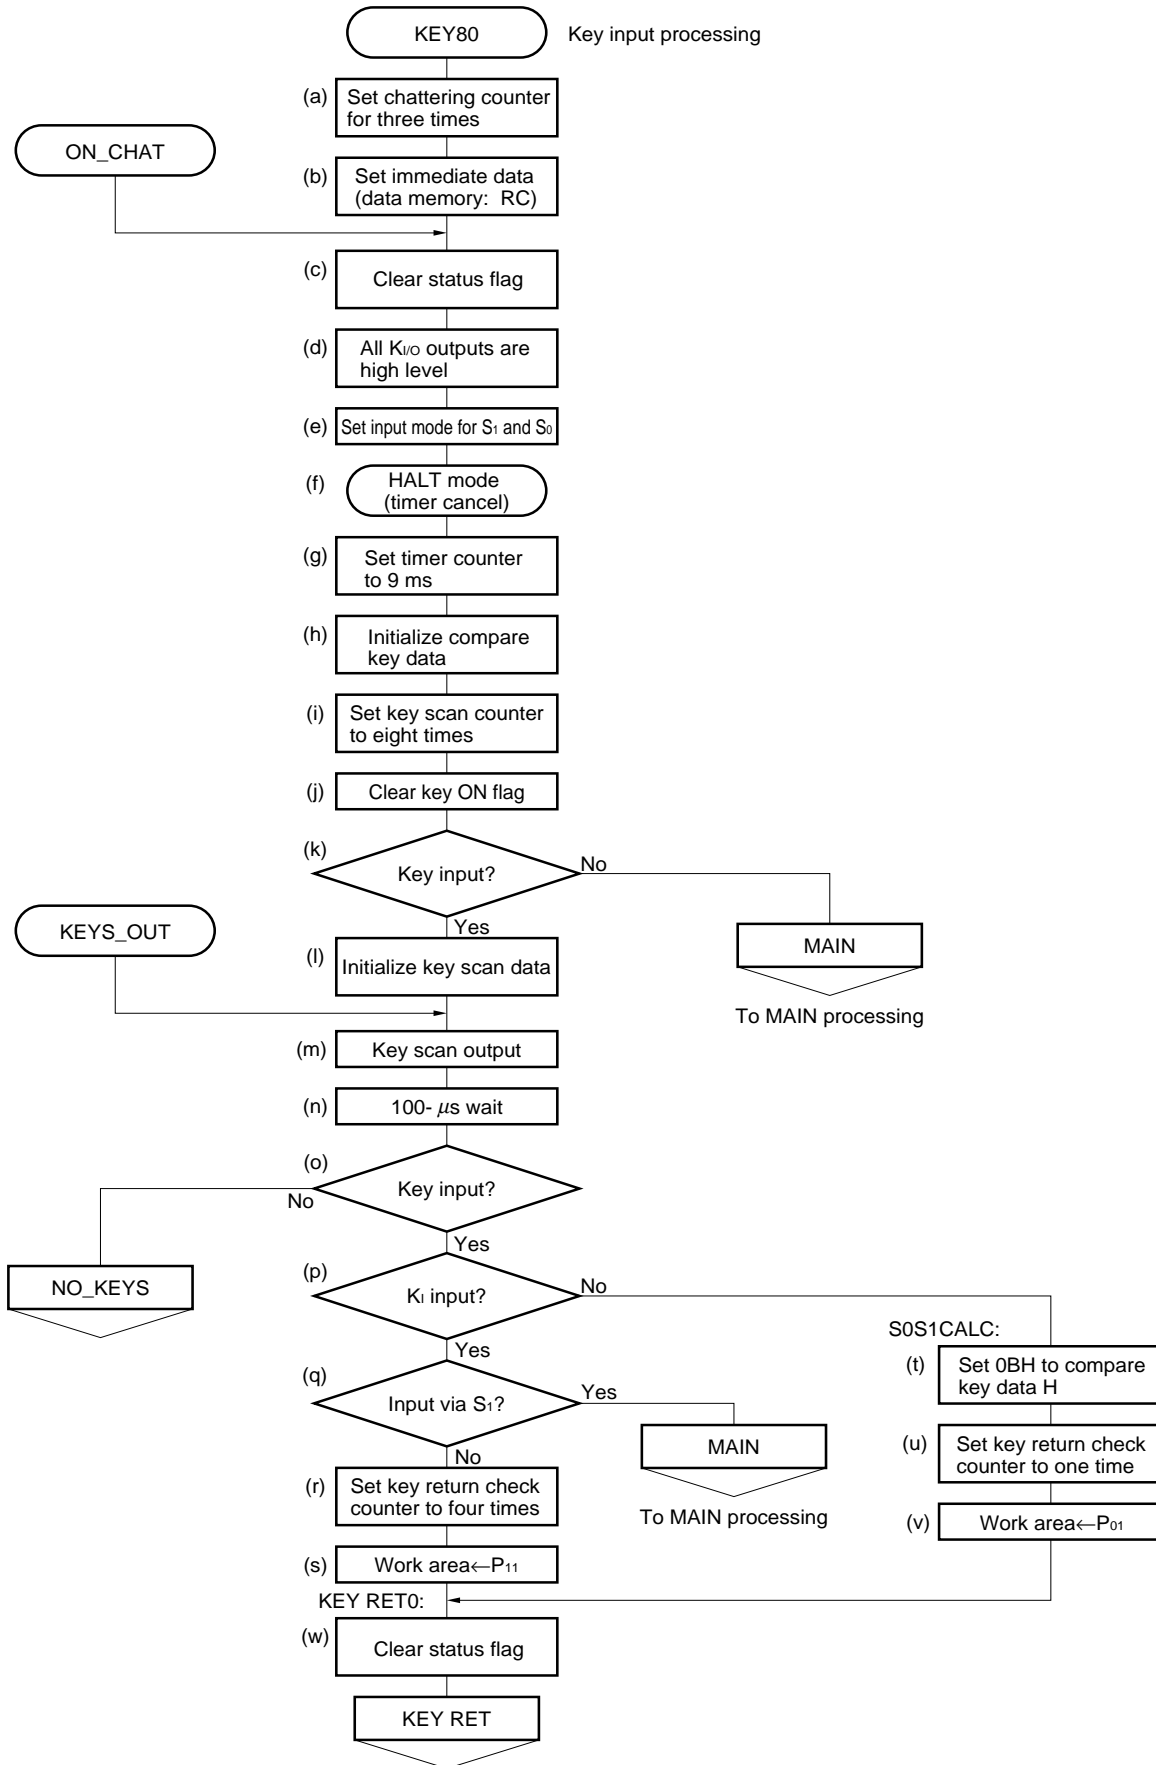 KEY80
Key input processing
(a)
Set chattering counter
for three times
ON_CHAT
(b)
Set immediate data
(data memory: RC)
(c)
Clear status flag
(d)
All KI/O outputs are
high level
(e)
Set input mode for S1 and S0
(f)
HALT mode
(timer cancel)
(g)
Set timer counter
to 9 ms
(h)
Initialize compare
key data
(i)
Set key scan counter
to eight times
(j)
Clear key ON flag
(k)
Key input?
No
Yes
KEYS_OUT
MAIN
To MAIN processing
(l)
Initialize key scan data
(m)
Key scan output
(n)
100- μs wait
(o)
Key input?
No
Yes
NO_KEYS
(p)
KI input?
No
Yes
S0S1CALC:
(t)
Set 0BH to compare
key data H
(q)
Input via S1?
Yes
No
MAIN
To MAIN processing
(u)
Set key return check
counter to one time
(r)
Set key return check
counter to four times
(v)
Work area←P01
(s)
Work area←P11
KEY RET0:
(w)
Clear status flag
KEY RET